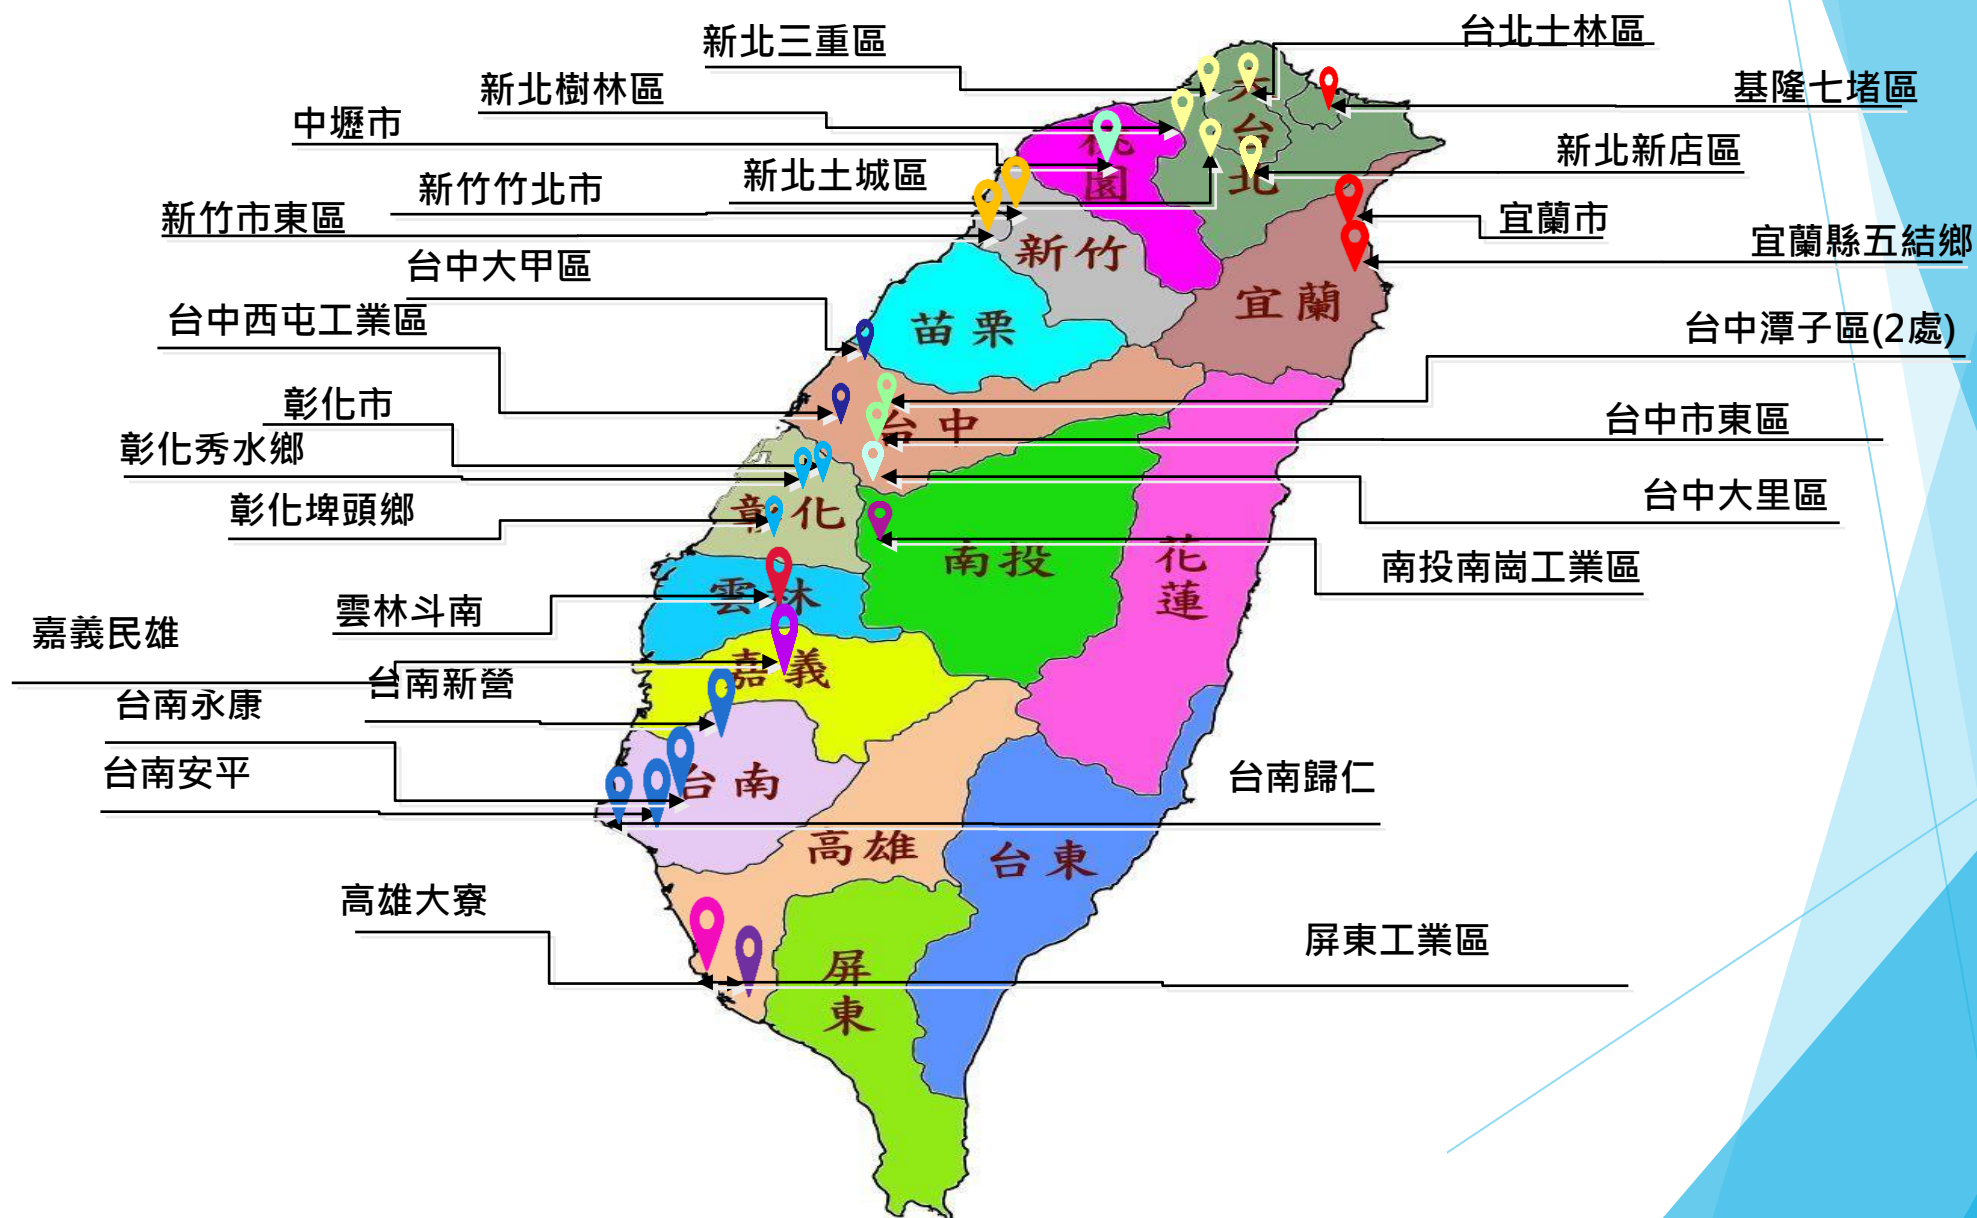 新北三重區
台北士林區
新北樹林區
基隆七堵區
中壢市
新北土城區
新北新店區
新竹竹北市
新竹市東區
宜蘭市
宜蘭縣五結鄉
台中大甲區
台中西屯工業區
台中潭子區(2處)
彰化市
台中市東區
彰化秀水鄉
台中大里區
彰化埤頭鄉
南投南崗工業區
雲林斗南
嘉義民雄
台南新營
台南永康
台南安平
台南歸仁
高雄大寮
屏東工業區
大台北
桃園
新竹
宜蘭
苗栗
台中
彰化
南投
花蓮
雲林
嘉義
台南
高雄
台東
屏東